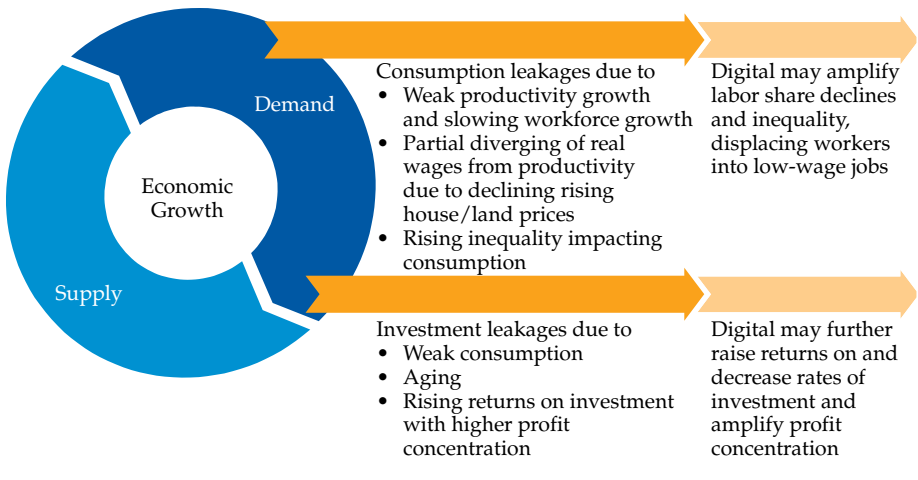 Demand
Economic
Growth
Supply
Consumption leakages due to
• Weak productivity growth
and slowing workforce growth
• Partial diverging of real
wages from productivity
due to declining rising
house/land prices
• Rising inequality impacting
consumption
Digital may amplify
labor share declines
and inequality,
displacing workers
into low-wage jobs
Investment leakages due to
• Weak consumption
• Aging
• Rising returns on investment
with higher profit
concentration
Digital may further
raise returns on and
decrease rates of
investment and
amplify profit
concentration